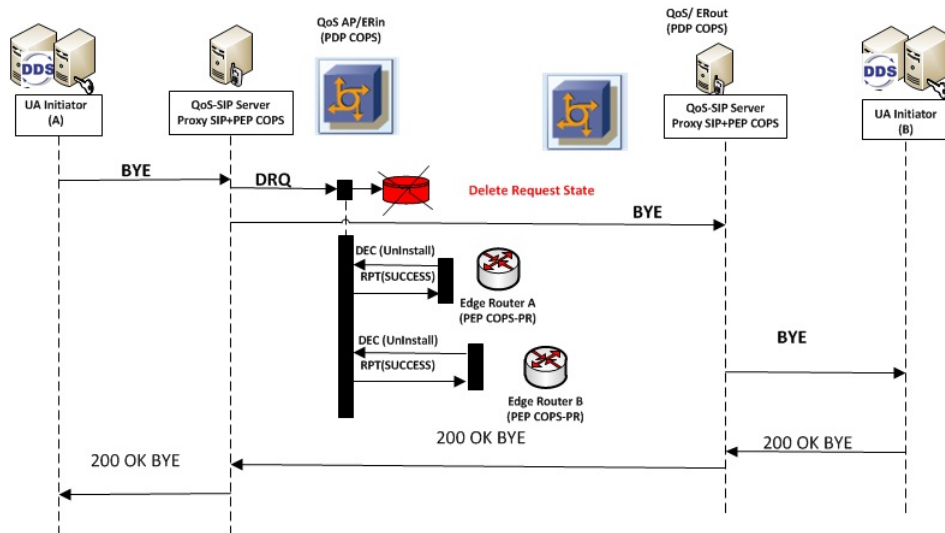 QoS AP/ERin
(PDP COPS)
QoS/ ERout
(PDP COPS)
DDS
UA Initiator
(A)
QoS-SIP Server
Proxy SIP+PEP COPS
QoS-SIP Server
Proxy SIP+PEP COPS
DDS
UA Initiator
(B)
BYE
DRQ
Delete Request State
BYE
DEC (UnInstall)
RPT(SUCCESS)
Edge Router A
(PEP COPS-PR)
DEC (UnInstall)
RPT(SUCCESS)
BYE
Edge Router B
(PEP COPS-PR)
200 OK BYE
200 OK BYE
200 OK BYE